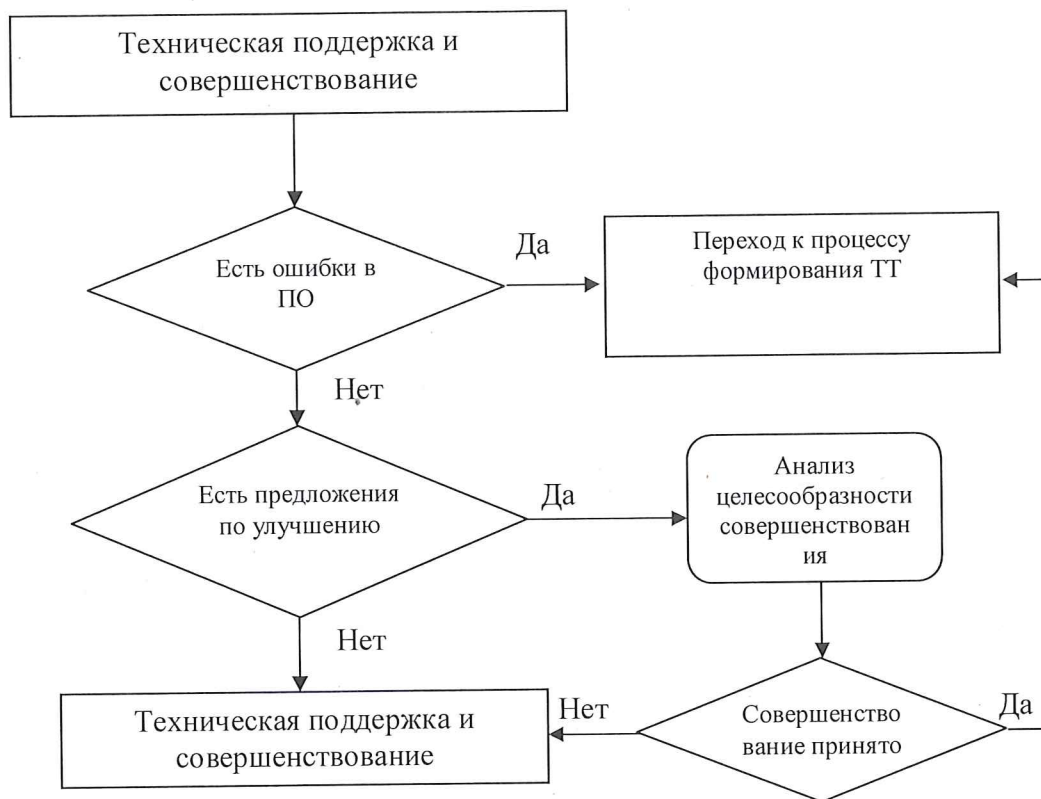 Техническая поддержка и
совершенствование
Есть ошибки в
ПО
Да
Переход к процессу
формирования ТТ
Нет
Есть предложения
по улучшению
Да
Анализ
целесообразности
совершенствован
ия
Нет
Техническая поддержка и
совершенствование
Нет
Совершенство
вание принято
Да